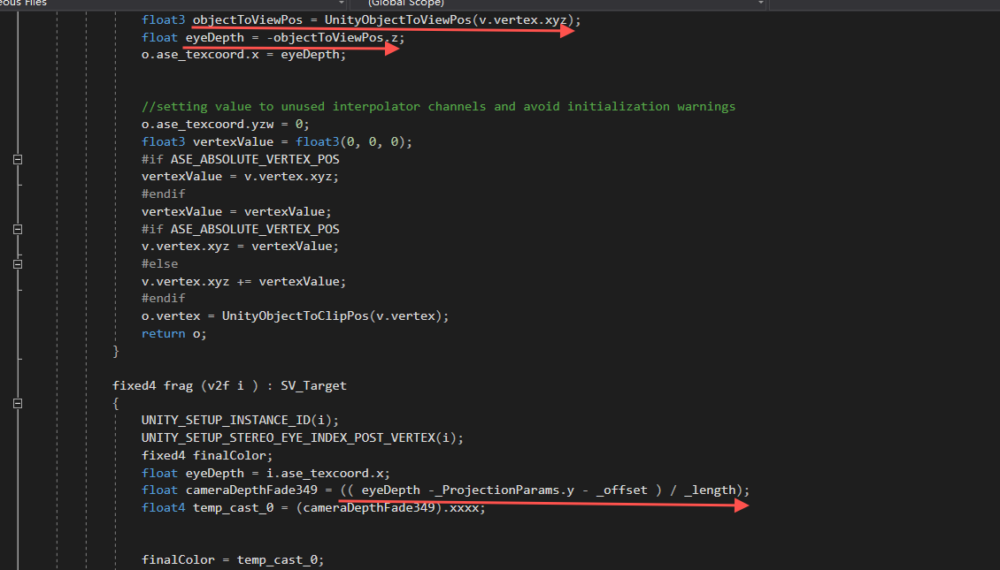 eous Files (Global Scope)
float3 objectToViewPos = UnityObjectToViewPos(v.vertex.xyz);
float eyeDepth = -objectToViewPos.z;
o.ase_texcoord.x = eyeDepth;
//setting value to unused interpolator channels and avoid initialization warnings
o.ase_texcoord.yzw = 0;
float3 vertexValue = float3(0, 0, 0);
#if ASE_ABSOLUTE_VERTEX_POS
vertexValue = v.vertex.xyz;
#endif
vertexValue = vertexValue;
#if ASE_ABSOLUTE_VERTEX_POS
v.vertex.xyz = vertexValue;
#else
v.vertex.xyz += vertexValue;
#endif
o.vertex = UnityObjectToClipPos(v.vertex);
return o;
}
fixed4 frag (v2f i ) : SV_Target
{
UNITY_SETUP_INSTANCE_ID(i);
UNITY_SETUP_STEREO_EYE_INDEX_POST_VERTEX(i);
fixed4 finalColor;
float eyeDepth = i.ase_texcoord.x;
float cameraDepthFade349 = (( eyeDepth -_ProjectionParams.y - _offset ) / _length);
float4 temp_cast_0 = (cameraDepthFade349).xxxx;
finalColor = temp_cast_0;